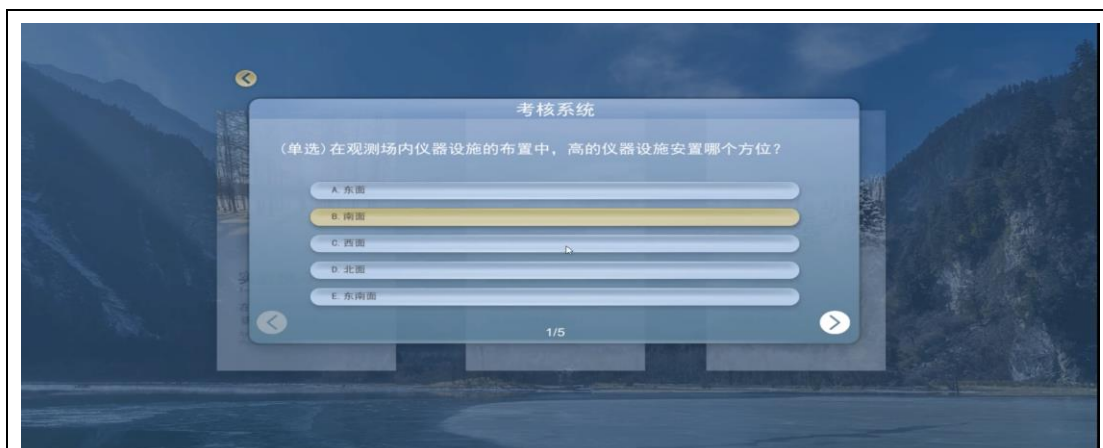 考核系统
(单选)在观测场内仪器设施的布置中，高的仪器设施安置哪个方位？
A. 东面
B. 南面
C. 西面
D. 北面
E. 东南面
1/5